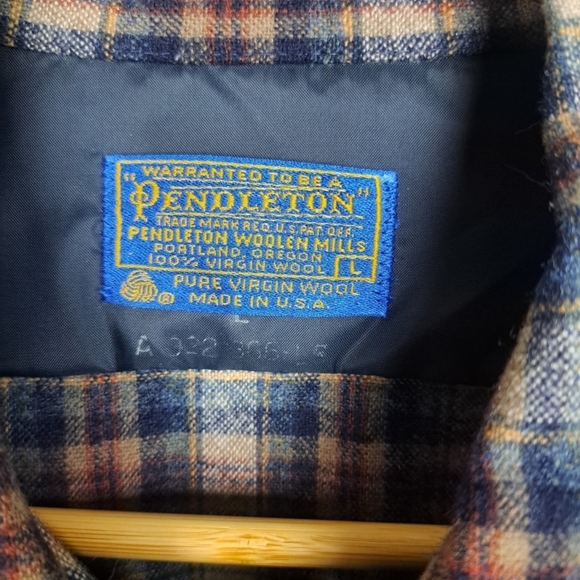 WARRANTED TO BE A
"PENDLETON"
TRADE MARK REG. U.S. PAT. OFF.
PENDLETON WOOLEN MILLS
PORTLAND, OREGON
100% VIRGIN WOOL L
PURE VIRGIN WOOL
® MADE IN U.S.A.
L
A 022